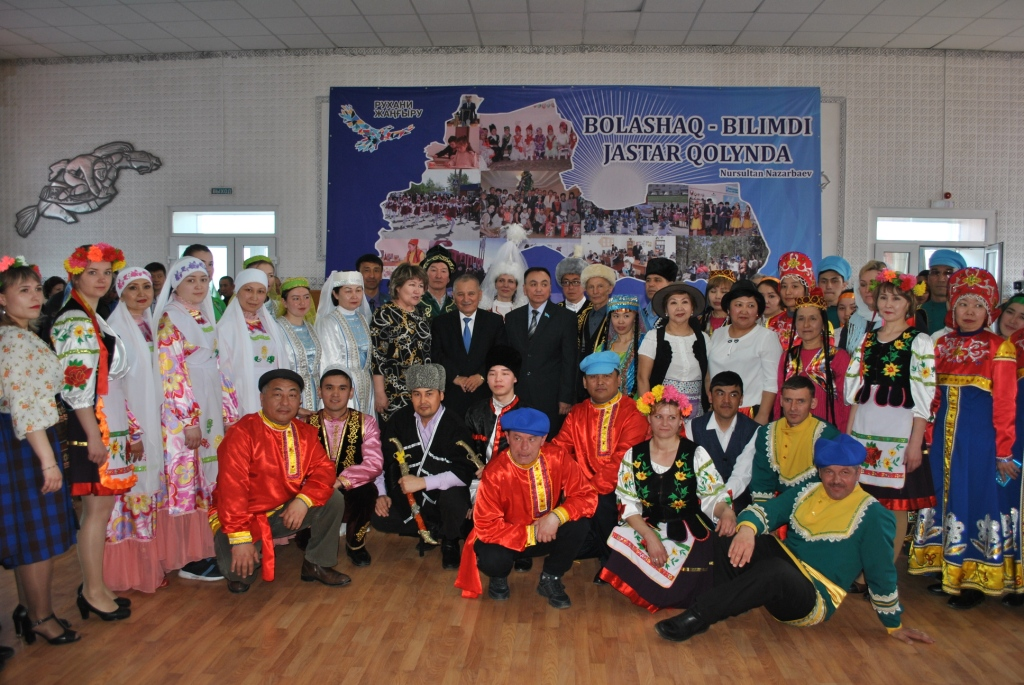 РУХАНИ
ЖАҢҒЫРУ
BOLASHAQ - BILIMDI
JASTAR QOLYNDA
Nursultan Nazarbaev